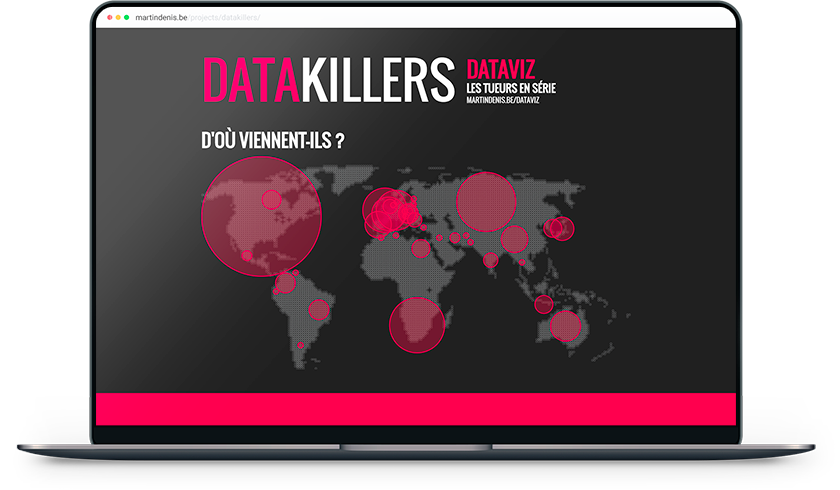 martindenis.be/projects/datakillers/
DATAKILLERS
DATAVIZ
LES TUEURS EN SÉRIE
MARTINDENIS.BE/DATAVIZ
D'OÙ VIENNENT-ILS ?